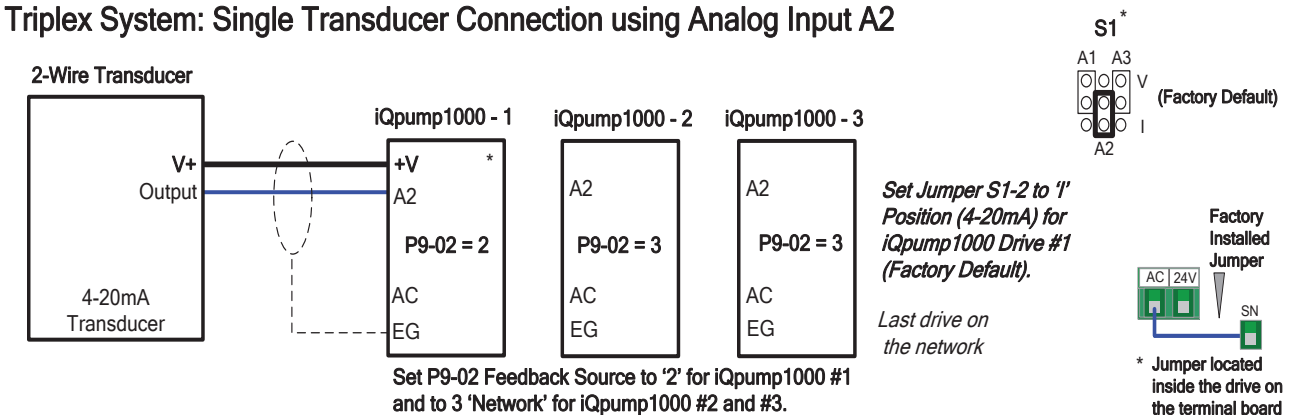 Triplex System: Single Transducer Connection using Analog Input A2
2-Wire Transducer
V+
Output
4-20mA
Transducer
iQpump1000 - 1
+V *
A2
P9-02 = 2
AC
EG
iQpump1000 - 2
A2
P9-02 = 3
AC
EG
iQpump1000 - 3
A2
P9-02 = 3
AC
EG
Set P9-02 Feedback Source to '2' for iQpump1000 #1
and to 3 'Network' for iQpump1000 #2 and #3.
Set Jumper S1-2 to 'I'
Position (4-20mA) for
iQpump1000 Drive #1
(Factory Default).
Last drive on
the network
S1*
A1 A3
V
(Factory Default)
I
A2
Factory
Installed
Jumper
AC 24V
SN
* Jumper located
inside the drive on
the terminal board